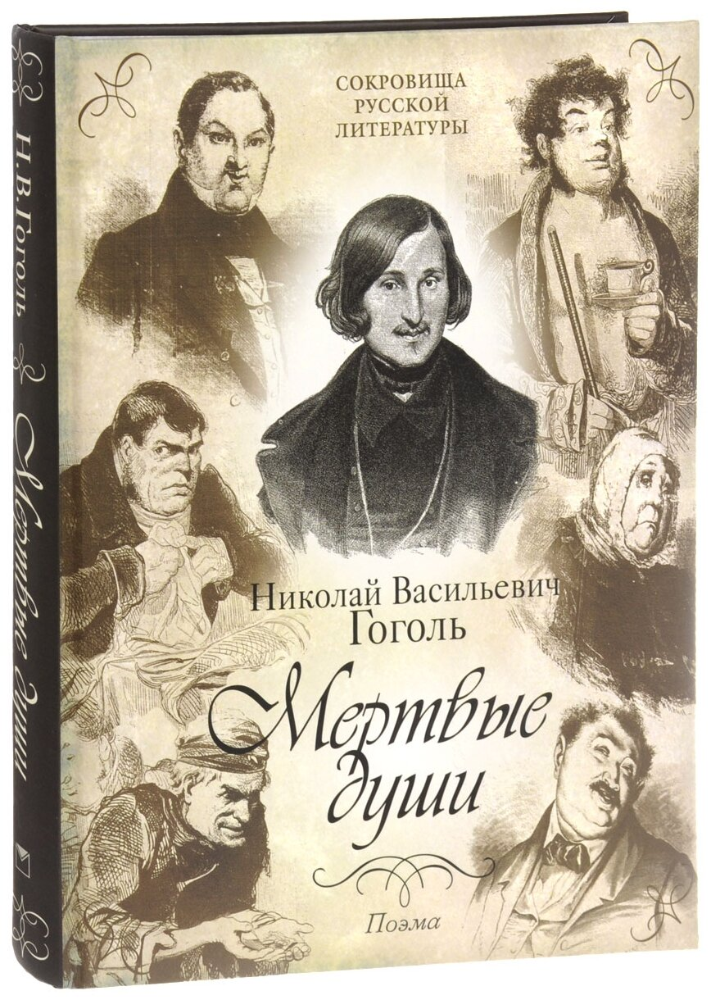 СОКРОВИЩА
РУССКОЙ
ЛИТЕРАТУРЫ
Николай Васильевич
Гоголь
Мертвые
души
Поэма
Н.В.Гоголь Мертвые души